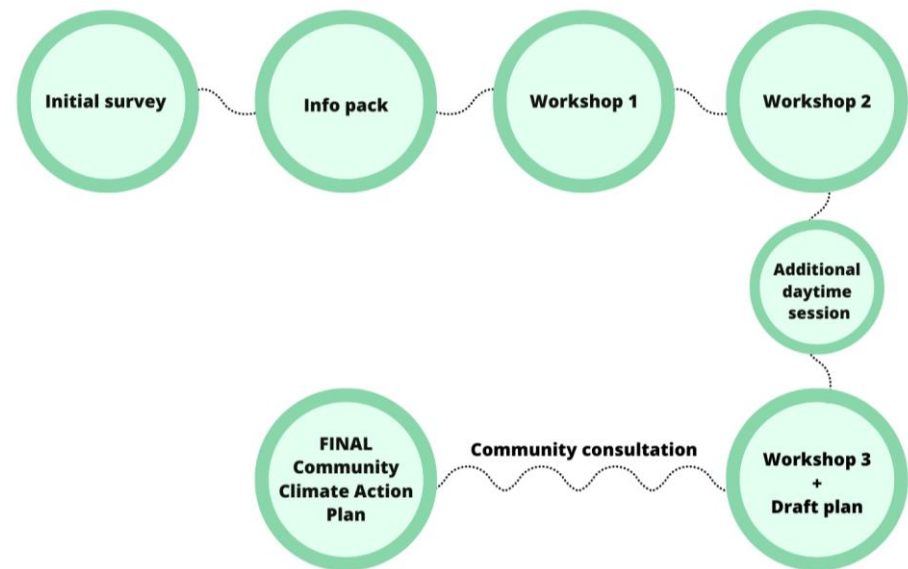 Initial survey
Info pack
Workshop 1
Workshop 2
Additional
daytime
session
Workshop 3
+
Draft plan
Community consultation
FINAL
Community
Climate Action
Plan